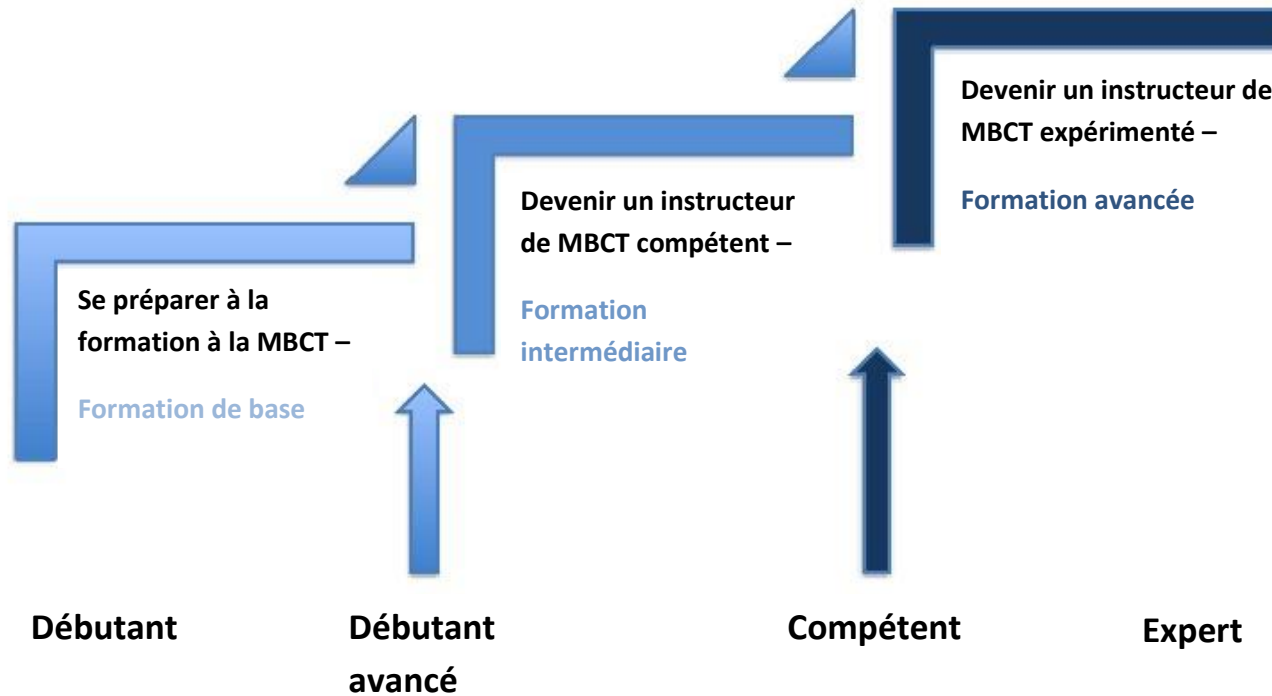 Se préparer à la
formation à la MBCT –
Formation de base
Devenir un instructeur
de MBCT compétent –
Formation
intermédiaire
Devenir un instructeur de
MBCT expérimenté –
Formation avancée
Débutant
Débutant
avancé
Compétent
Expert